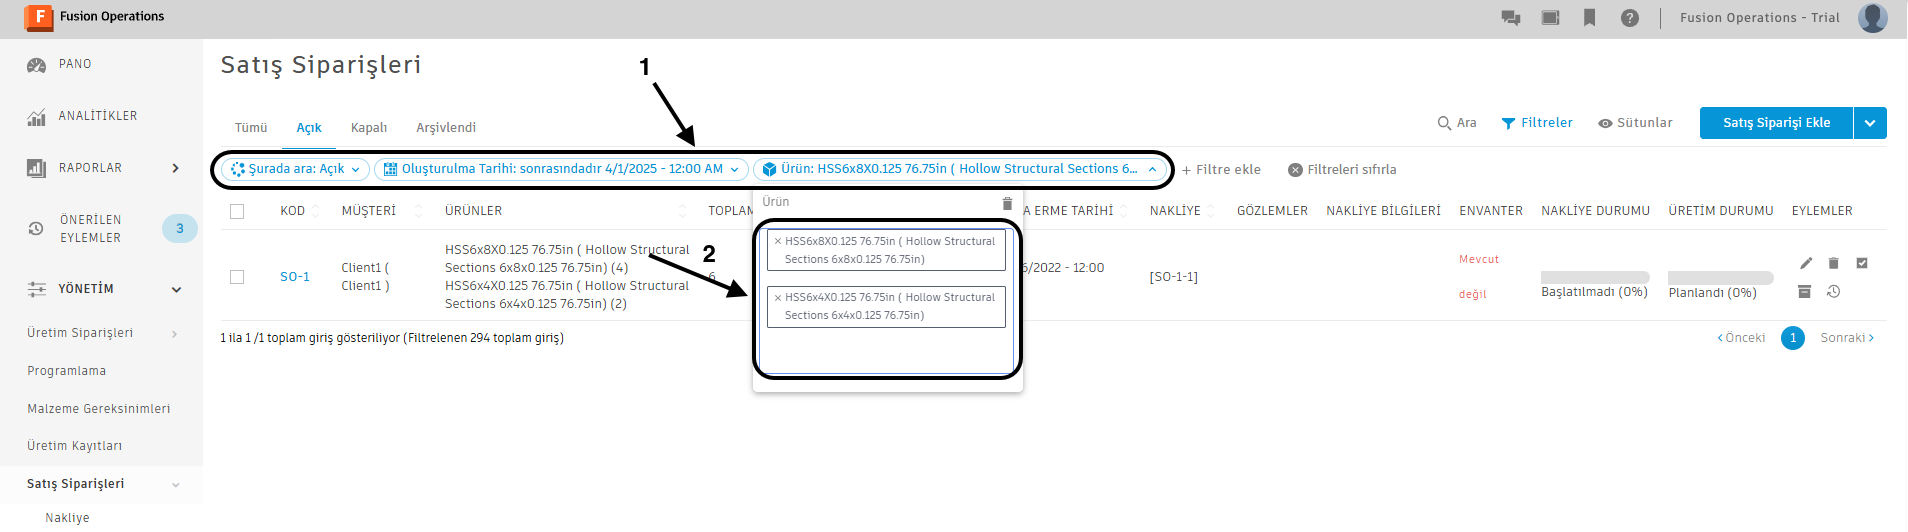 F Fusion Operations
Fusion Operations - Trial
PANO
ANALİTİKLER
RAPORLAR
ÖNERİLEN
EYLEMLER
3
YÖNETİM
Üretim Siparişleri
Programlama
Malzeme Gereksinimleri
Üretim Kayıtları
Satış Siparişleri
Nakliye
Satış Siparişleri
1
Tümü Açık Kapalı Arşivlendi
Ara Filtreler Sütunlar Satış Siparişi Ekle
Şurada ara: Açık Oluşturulma Tarihi: sonrasındadır 4/1/2025 - 12:00 AM Ürün: HSS6x8X0.125 76.75in ( Hollow Structural Sections 6... + Filtre ekle Filtreleri sıfırla
KOD MÜŞTERİ ÜRÜNLER TOPLAM A ERME TARİHİ NAKLİYE GÖZLEMLER NAKLİYE BİLGİLERİ ENVANTER NAKLİYE DURUMU ÜRETİM DURUMU EYLEMLER
SO-1
Client1 (
Client1 )
HSS6x8X0.125 76.75in ( Hollow Structural
Sections 6x8x0.125 76.75in) (4)
HSS6x4X0.125 76.75in ( Hollow Structural
Sections 6x4x0.125 76.75in) (2)
6
2
Ürün
× HSS6x8X0.125 76.75in ( Hollow Structural
Sections 6x8x0.125 76.75in)
× HSS6x4X0.125 76.75in ( Hollow Structural
Sections 6x4x0.125 76.75in)
6/2022 - 12:00
[SO-1-1]
Mevcut
değil
Başlatılmadı (0%)
Planlandı (0%)
1 ila 1 /1 toplam giriş gösteriliyor (Filtrelenen 294 toplam giriş)
Önceki 1 Sonraki